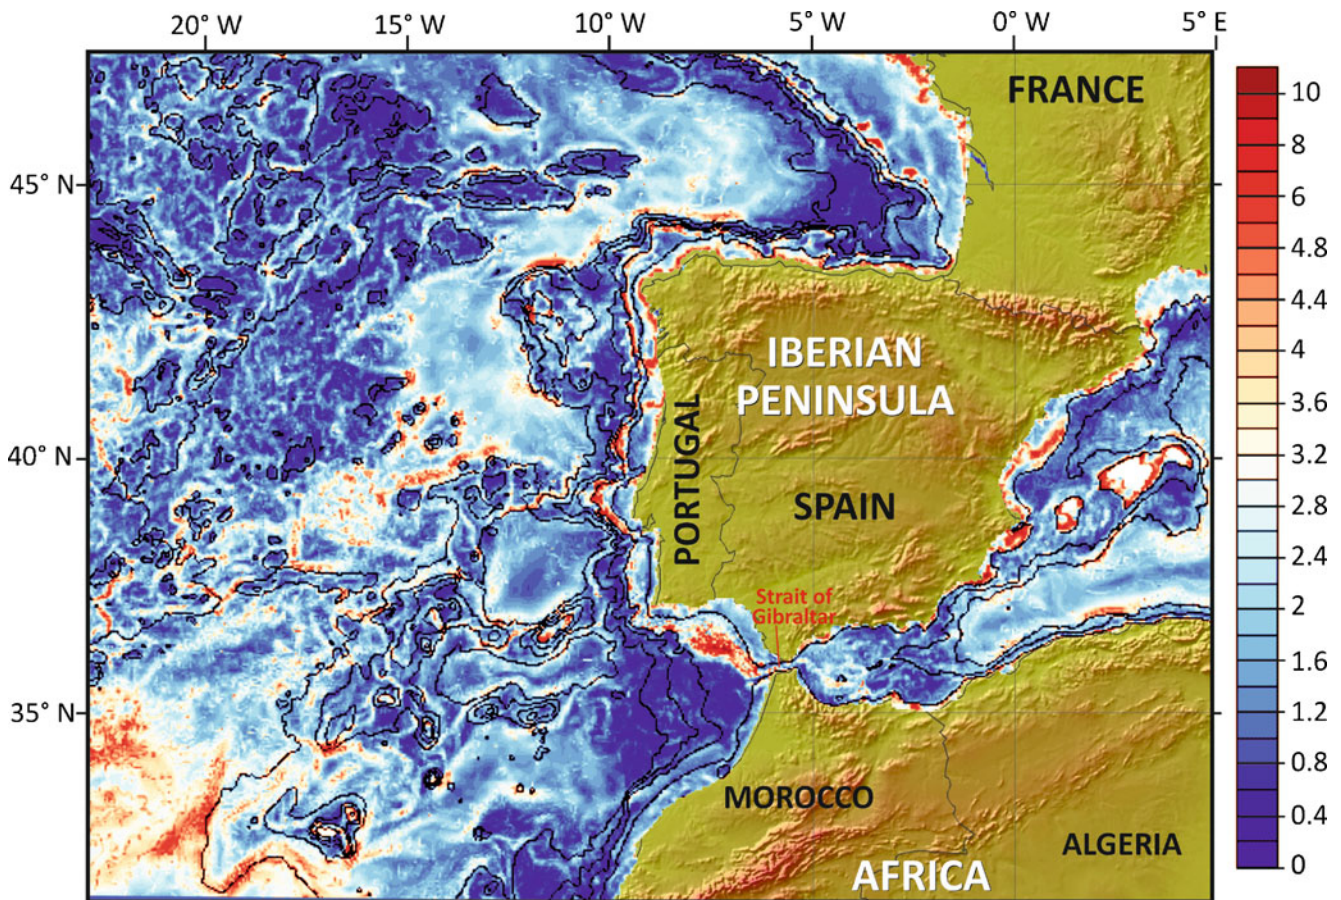 20° W 15° W 10° W 5° W 0° W 5° E
FRANCE
10
8
45° N
6
4.8
4.4
IBERIAN
PENINSULA
4
3.6
PORTUGAL
40° N
3.2
SPAIN
2.8
2.4
Strait of
Gibraltar
2
1.6
35° N
1.2
MOROCCO
0.8
ALGERIA
0.4
AFRICA
0